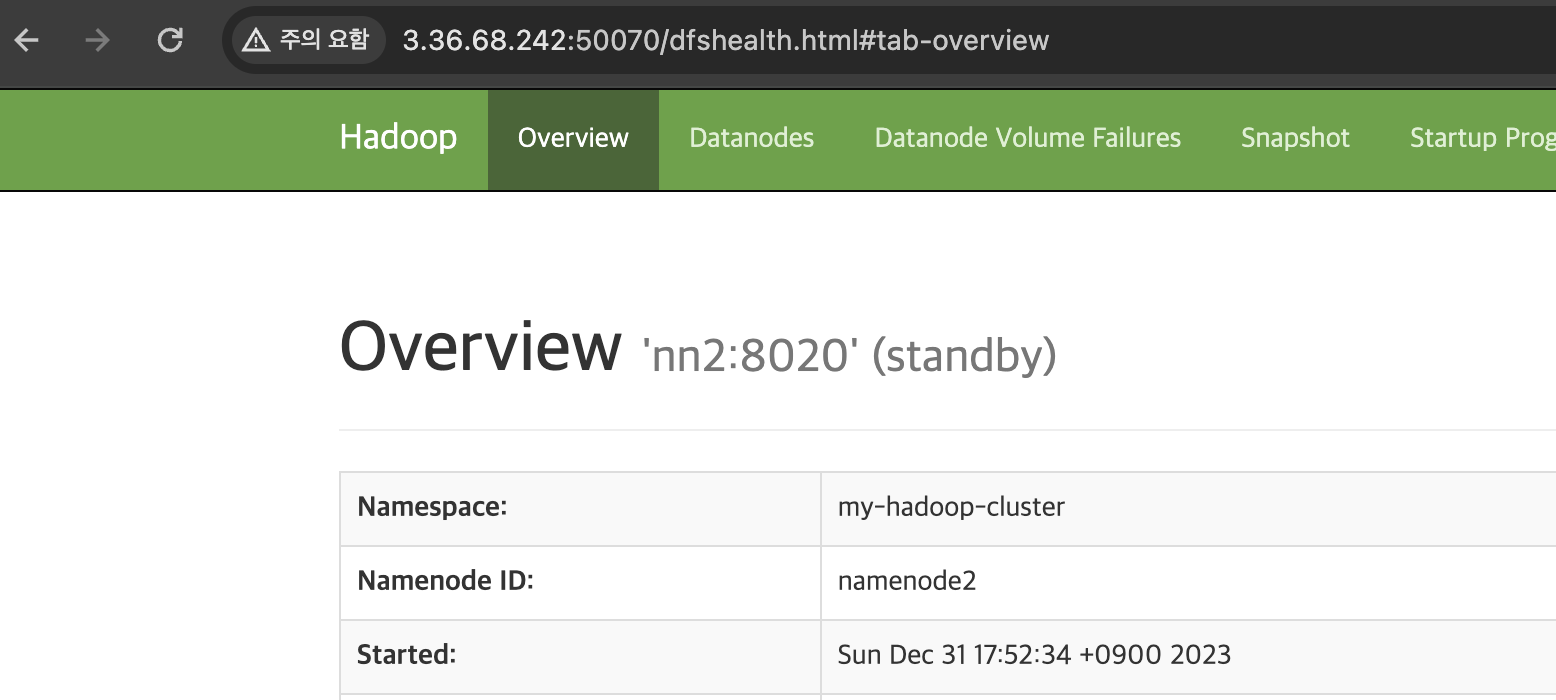 주의 요함 3.36.68.242:50070/dfshealth.html#tab-overview
Hadoop Overview Datanodes Datanode Volume Failures Snapshot Startup Prog
Overview 'nn2:8020' (standby)
Namespace: my-hadoop-cluster
Namenode ID: namenode2
Started: Sun Dec 31 17:52:34 +0900 2023